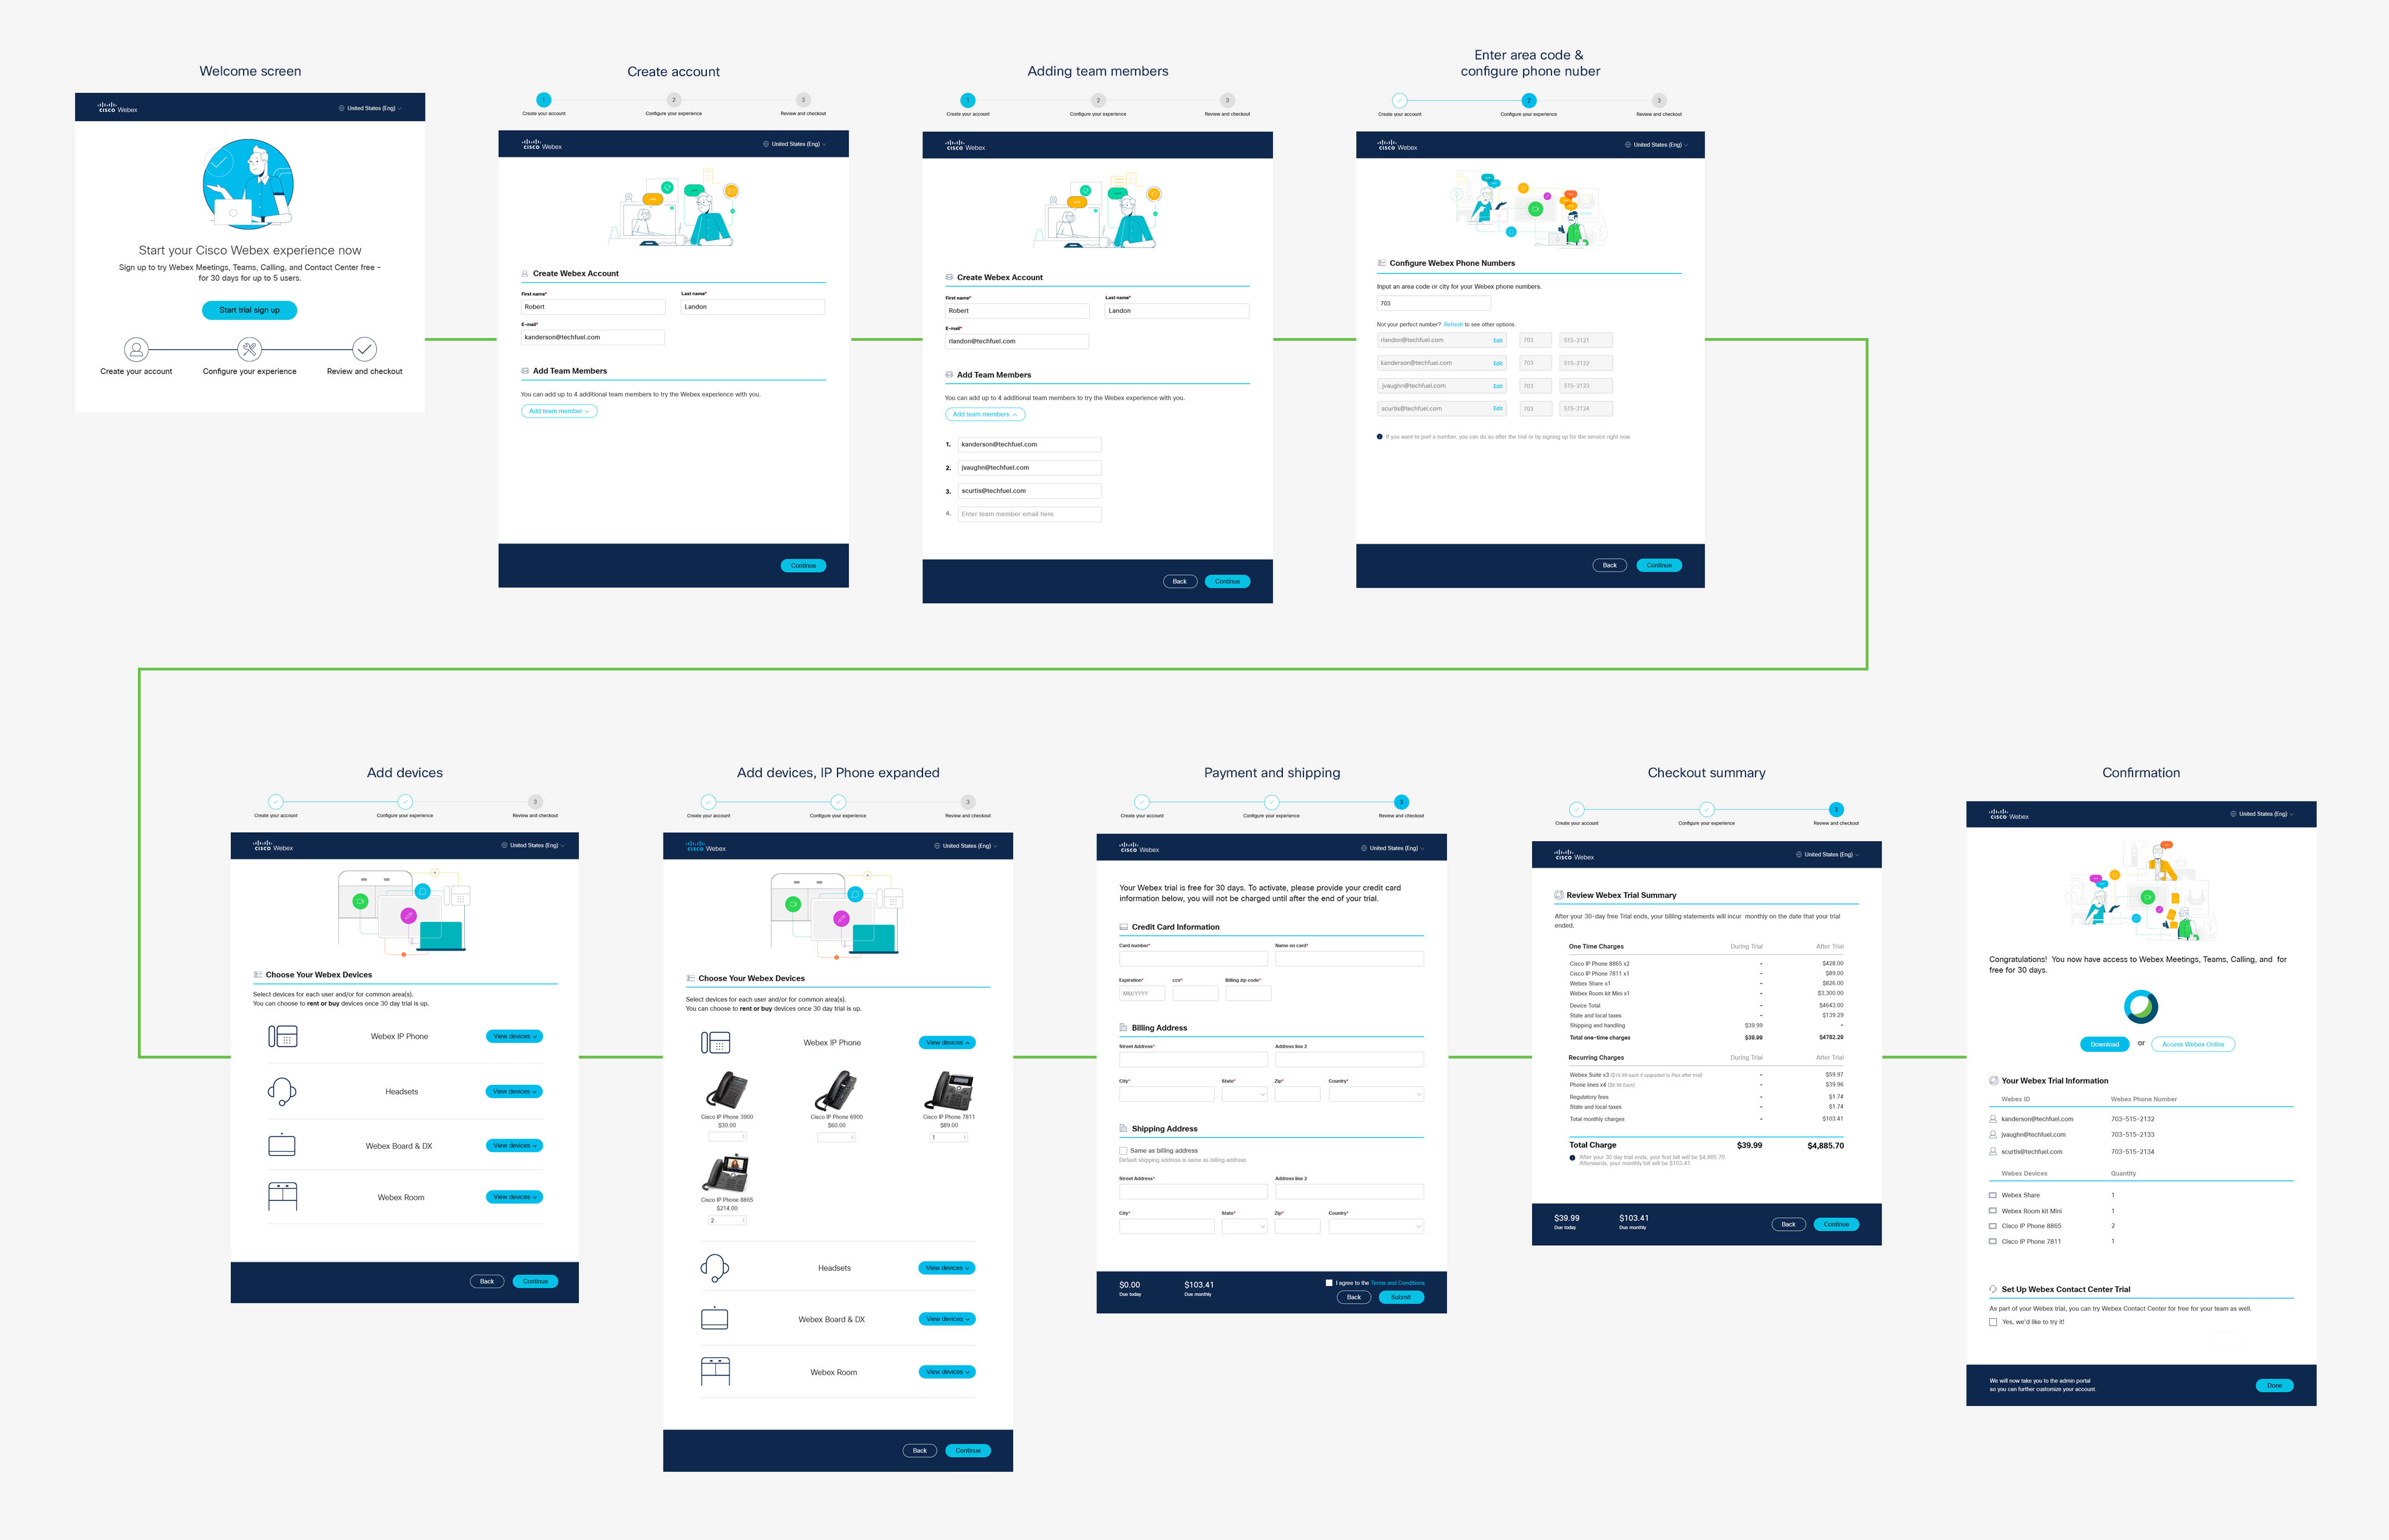 Welcome screen
cisco Webex
United States (Eng)
Start your Cisco Webex experience now
Sign up to try Webex Meetings, Teams, Calling, and Contact Center free -
for 30 days for up to 5 users.
Start trial sign up
Create your account Configure your experience Review and checkout
Create account
1 2 3
Create your account Configure your experience Review and checkout
cisco Webex
United States (Eng)
Create Webex Account
First name* Last name*
Robert Landon
E-mail*
kanderson@techfuel.com
Add Team Members
You can add up to 4 additional team members to try the Webex experience with you.
Add team member
Continue
Adding team members
1 2 3
Create your account Configure your experience Review and checkout
cisco Webex
United States (Eng)
Create Webex Account
First name* Last name*
Robert Landon
E-mail*
rlandon@techfuel.com
Add Team Members
You can add up to 4 additional team members to try the Webex experience with you.
Add team members
1. kanderson@techfuel.com
2. jvaughn@techfuel.com
3. scurtis@techfuel.com
4. Enter team member email here
Back Continue
Enter area code &
configure phone nuber
2 3
Create your account Configure your experience Review and checkout
cisco Webex
United States (Eng)
Configure Webex Phone Numbers
Input an area code or city for your Webex phone numbers.
703
Not your perfect number? Refresh to see other options.
rlandon@techfuel.com Edit 703 515-2121
kanderson@techfuel.com Edit 703 515-2122
jvaughn@techfuel.com Edit 703 515-2123
scurtis@techfuel.com Edit 703 515-2124
If you want to port a number, you can do so after the trial or by signing up for the service right now.
Back Continue
Add devices
3
Create your account Configure your experience Review and checkout
cisco Webex
United States (Eng)
Choose Your Webex Devices
Select devices for each user and/or for common area(s).
You can choose to rent or buy devices once 30 day trial is up.
Webex IP Phone View devices
Headsets View devices
Webex Board & DX View devices
Webex Room View devices
Back Continue
Add devices, IP Phone expanded
3
Create your account Configure your experience Review and checkout
cisco Webex
United States (Eng)
Choose Your Webex Devices
Select devices for each user and/or for common area(s).
You can choose to rent or buy devices once 30 day trial is up.
Webex IP Phone View devices
Cisco IP Phone 3900 Cisco IP Phone 6900 Cisco IP Phone 7811
$30.00 $60.00 $89.00
1
Cisco IP Phone 8865
$214.00
2
Headsets View devices
Webex Board & DX View devices
Webex Room View devices
Back Continue
Payment and shipping
3
Create your account Configure your experience Review and checkout
cisco Webex
United States (Eng)
Your Webex trial is free for 30 days. To activate, please provide your credit card
information below, you will not be charged until after the end of your trial.
Credit Card Information
Card number* Name on card*
Expiration* ccv* Billing zip code*
MM/YYYY
Billing Address
Street Address* Address line 2
City* State* Zip* Country*
Shipping Address
Same as billing address
Default shipping address is same as billing address
Street Address* Address line 2
City* State* Zip* Country*
$0.00 $103.41
Due today Due monthly
I agree to the Terms and Conditions
Back Submit
Checkout summary
3
Create your account Configure your experience Review and checkout
cisco Webex
United States (Eng)
Review Webex Trial Summary
After your 30-day free Trial ends, your billing statements will incur monthly on the date that your trial
ended.
One Time Charges During Trial After Trial
Cisco IP Phone 8865 x2 - $428.00
Cisco IP Phone 7811 x1 - $89.00
Webex Share x1 - $826.00
Webex Room kit Mini x1 - $3,300.00
Device Total - $4643.00
State and local taxes - $139.29
Shipping and handling $39.99 -
Total one-time charges $39.99 $4782.29
Recurring Charges During Trial After Trial
Webex Suite x3 ($19.99 each if upgraded to Plus after trial) - $59.97
Phone lines x4 ($9.99 Each) - $39.96
Regulatory fees - $1.74
State and local taxes - $1.74
Total monthly charges - $103.41
Total Charge $39.99 $4,885.70
After your 30 day trial ends, your first bill will be $4,885.70.
Afterwards, your monthly bill will be $103.41
$39.99 $103.41
Due today Due monthly
Back Continue
Confirmation
cisco Webex
United States (Eng)
Congratulations! You now have access to Webex Meetings, Teams, Calling, and for
free for 30 days.
Download or Access Webex Online
Your Webex Trial Information
Webex ID Webex Phone Number
kanderson@techfuel.com 703-515-2132
jvaughn@techfuel.com 703-515-2133
scurtis@techfuel.com 703-515-2134
Webex Devices Quantity
Webex Share 1
Webex Room kit Mini 1
Cisco IP Phone 8865 2
Cisco IP Phone 7811 1
Set Up Webex Contact Center Trial
As part of your Webex trial, you can try Webex Contact Center for free for your team as well.
Yes, we'd like to try it!
We will now take you to the admin portal
so you can further customize your account.
Done